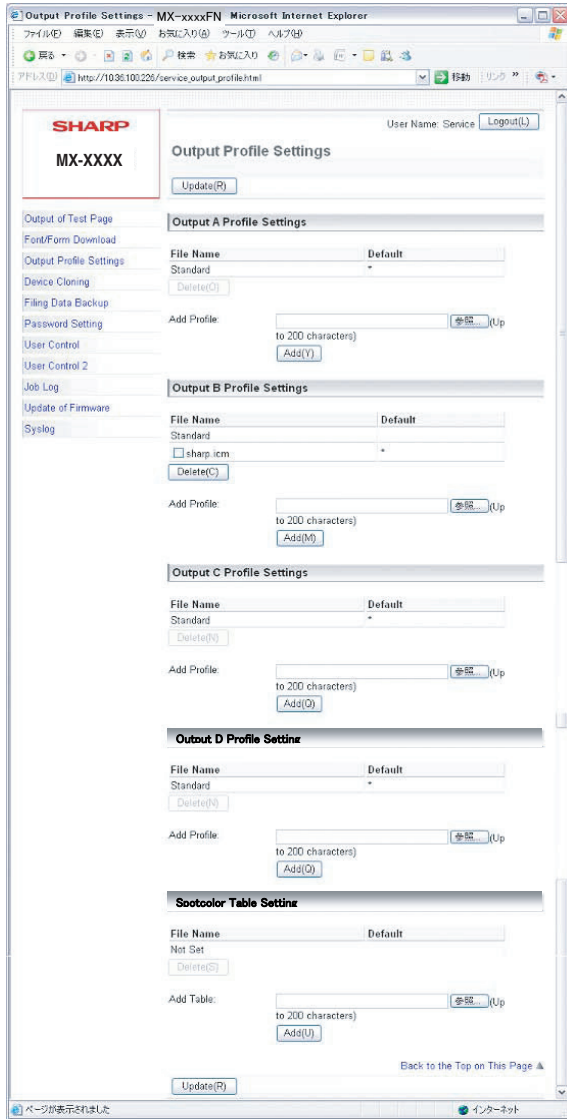 Output Profile Settings - MX-xxxxFN Microsoft Internet Explorer
ファイル(F) 編集(E) 表示(V) お気に入り(A) ツール(T) ヘルプ(H)
戻る 検索 お気に入り
アドレス(D) http://10.36.100.226/service_output_profile.html 移動 リンク »
SHARP
MX-XXXX
User Name: Service Logout(L)
Output Profile Settings
Update(R)
Output of Test Page
Font/Form Download
Output Profile Settings
Device Cloning
Filing Data Backup
Password Setting
User Control
User Control 2
Job Log
Update of Firmware
Syslog
Output A Profile Settings
File Name Default
Standard *
Delete(O)
Add Profile: 参照... (Up
to 200 characters)
Add(Y)
Output B Profile Settings
File Name Default
Standard
sharp.icm *
Delete(C)
Add Profile: 参照... (Up
to 200 characters)
Add(M)
Output C Profile Settings
File Name Default
Standard *
Delete(N)
Add Profile: 参照... (Up
to 200 characters)
Add(Q)
Output D Profile Setting
File Name Default
Standard *
Delete(N)
Add Profile: 参照... (Up
to 200 characters)
Add(Q)
Spotcolor Table Setting
File Name Default
Not Set
Delete(S)
Add Table: 参照... (Up
to 200 characters)
Add(U)
Back to the Top on This Page
Update(R)
ページが表示されました インターネット